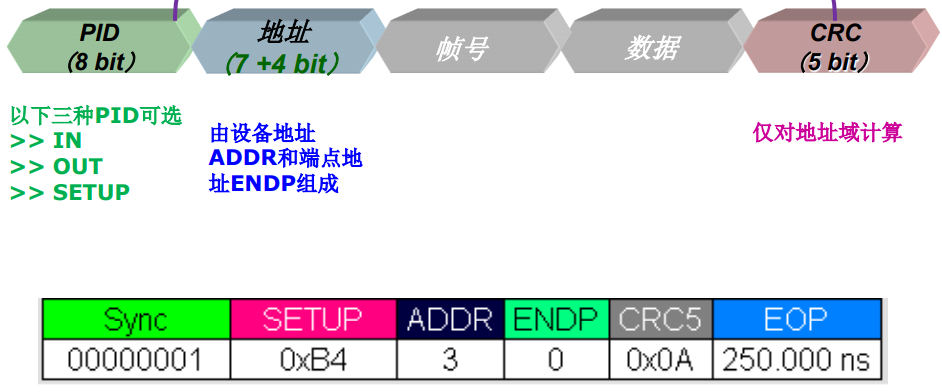 PID
(8 bit)
地址
(7 +4 bit)
帧号
数据
CRC
(5 bit)
以下三种PID可选
>> IN
>> OUT
>> SETUP
由设备地址
ADDR和端点地
址ENDP组成
仅对地址域计算
Sync SETUP ADDR ENDP CRC5 EOP
00000001 0xB4 3 0 0x0A 250.000 ns